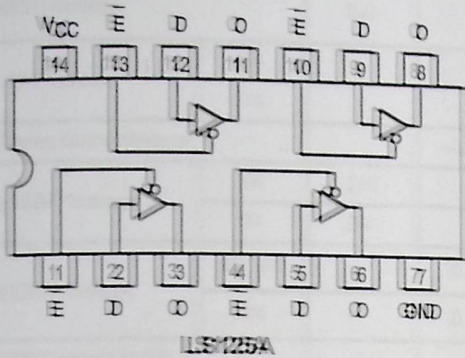 VCC E D O E D O
14 13 12 11 10 9 8
1 2 3 4 5 6 7
E D O E D O GND
LS125A